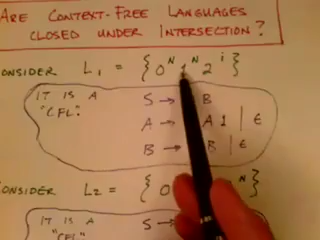 ARE CONTEXT-FREE LANGUAGES
CLOSED UNDER INTERSECTION?
ONSIDER L₁ = { 0ᴺ 1ᴺ 2ⁱ }
IT IS A
"CFL".
S → B
A → A 1 | ε
B → B | ε
ONSIDER L₂ = { 0 ᴺ }
IT IS A
"CFL"
S →